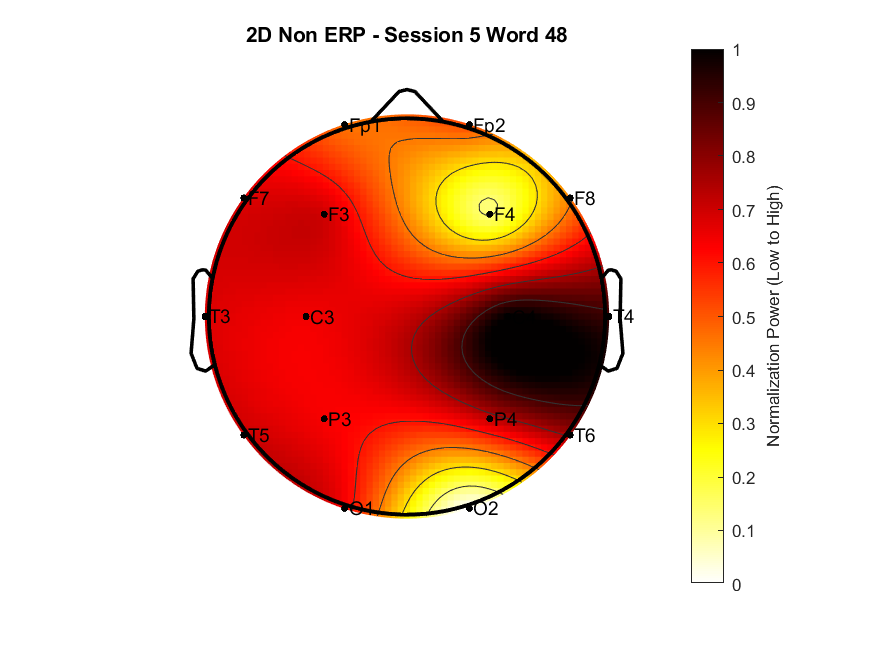 2D Non ERP - Session 5 Word 48
Fp1 Fp2
F7 F8
F3 F4
T3 C3 T4
P3 P4
T5 T6
O1 O2
1
0.9
0.8
0.7
0.6
0.5
0.4
0.3
0.2
0.1
0
Normalization Power (Low to High)